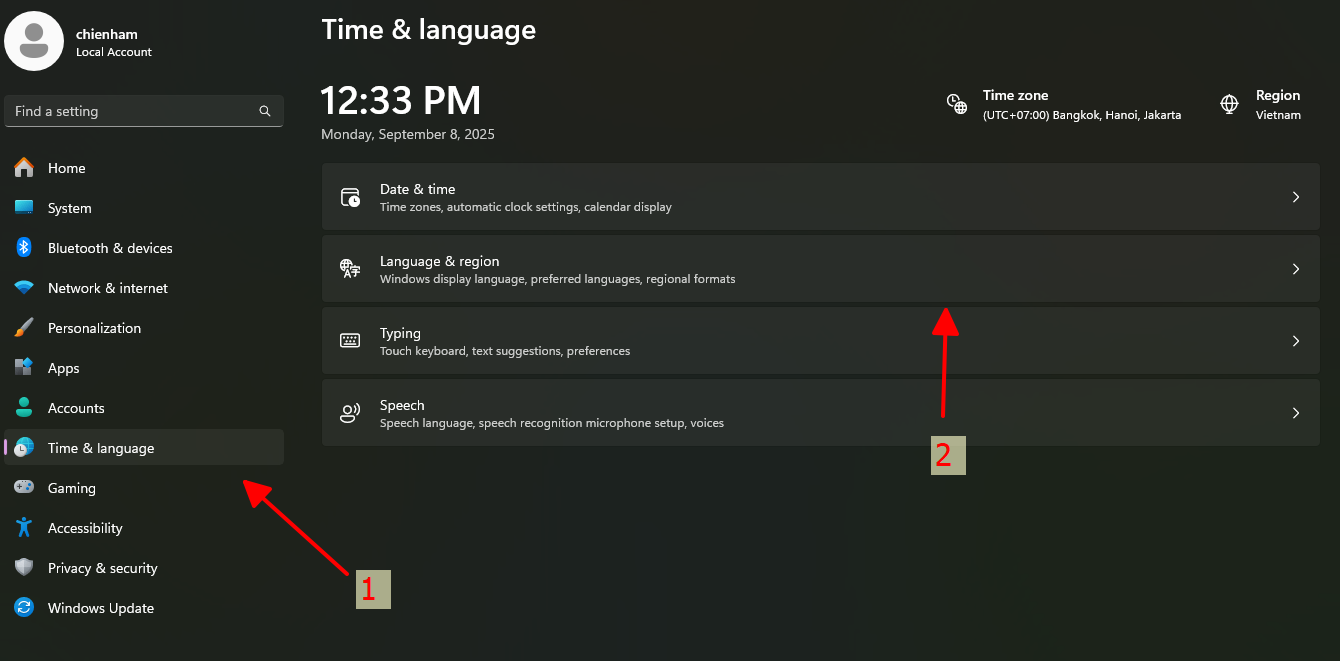 chienham
Local Account
Find a setting
Home
System
Bluetooth & devices
Network & internet
Personalization
Apps
Accounts
Time & language
Gaming
Accessibility
Privacy & security
Windows Update
Time & language
12:33 PM
Monday, September 8, 2025
Time zone
(UTC+07:00) Bangkok, Hanoi, Jakarta
Region
Vietnam
Date & time
Time zones, automatic clock settings, calendar display
Language & region
Windows display language, preferred languages, regional formats
Typing
Touch keyboard, text suggestions, preferences
Speech
Speech language, speech recognition microphone setup, voices
1
2